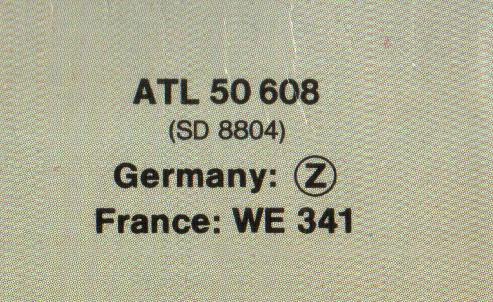 ATL 50 608
(SD 8804)
Germany: Ⓩ
France: WE 341